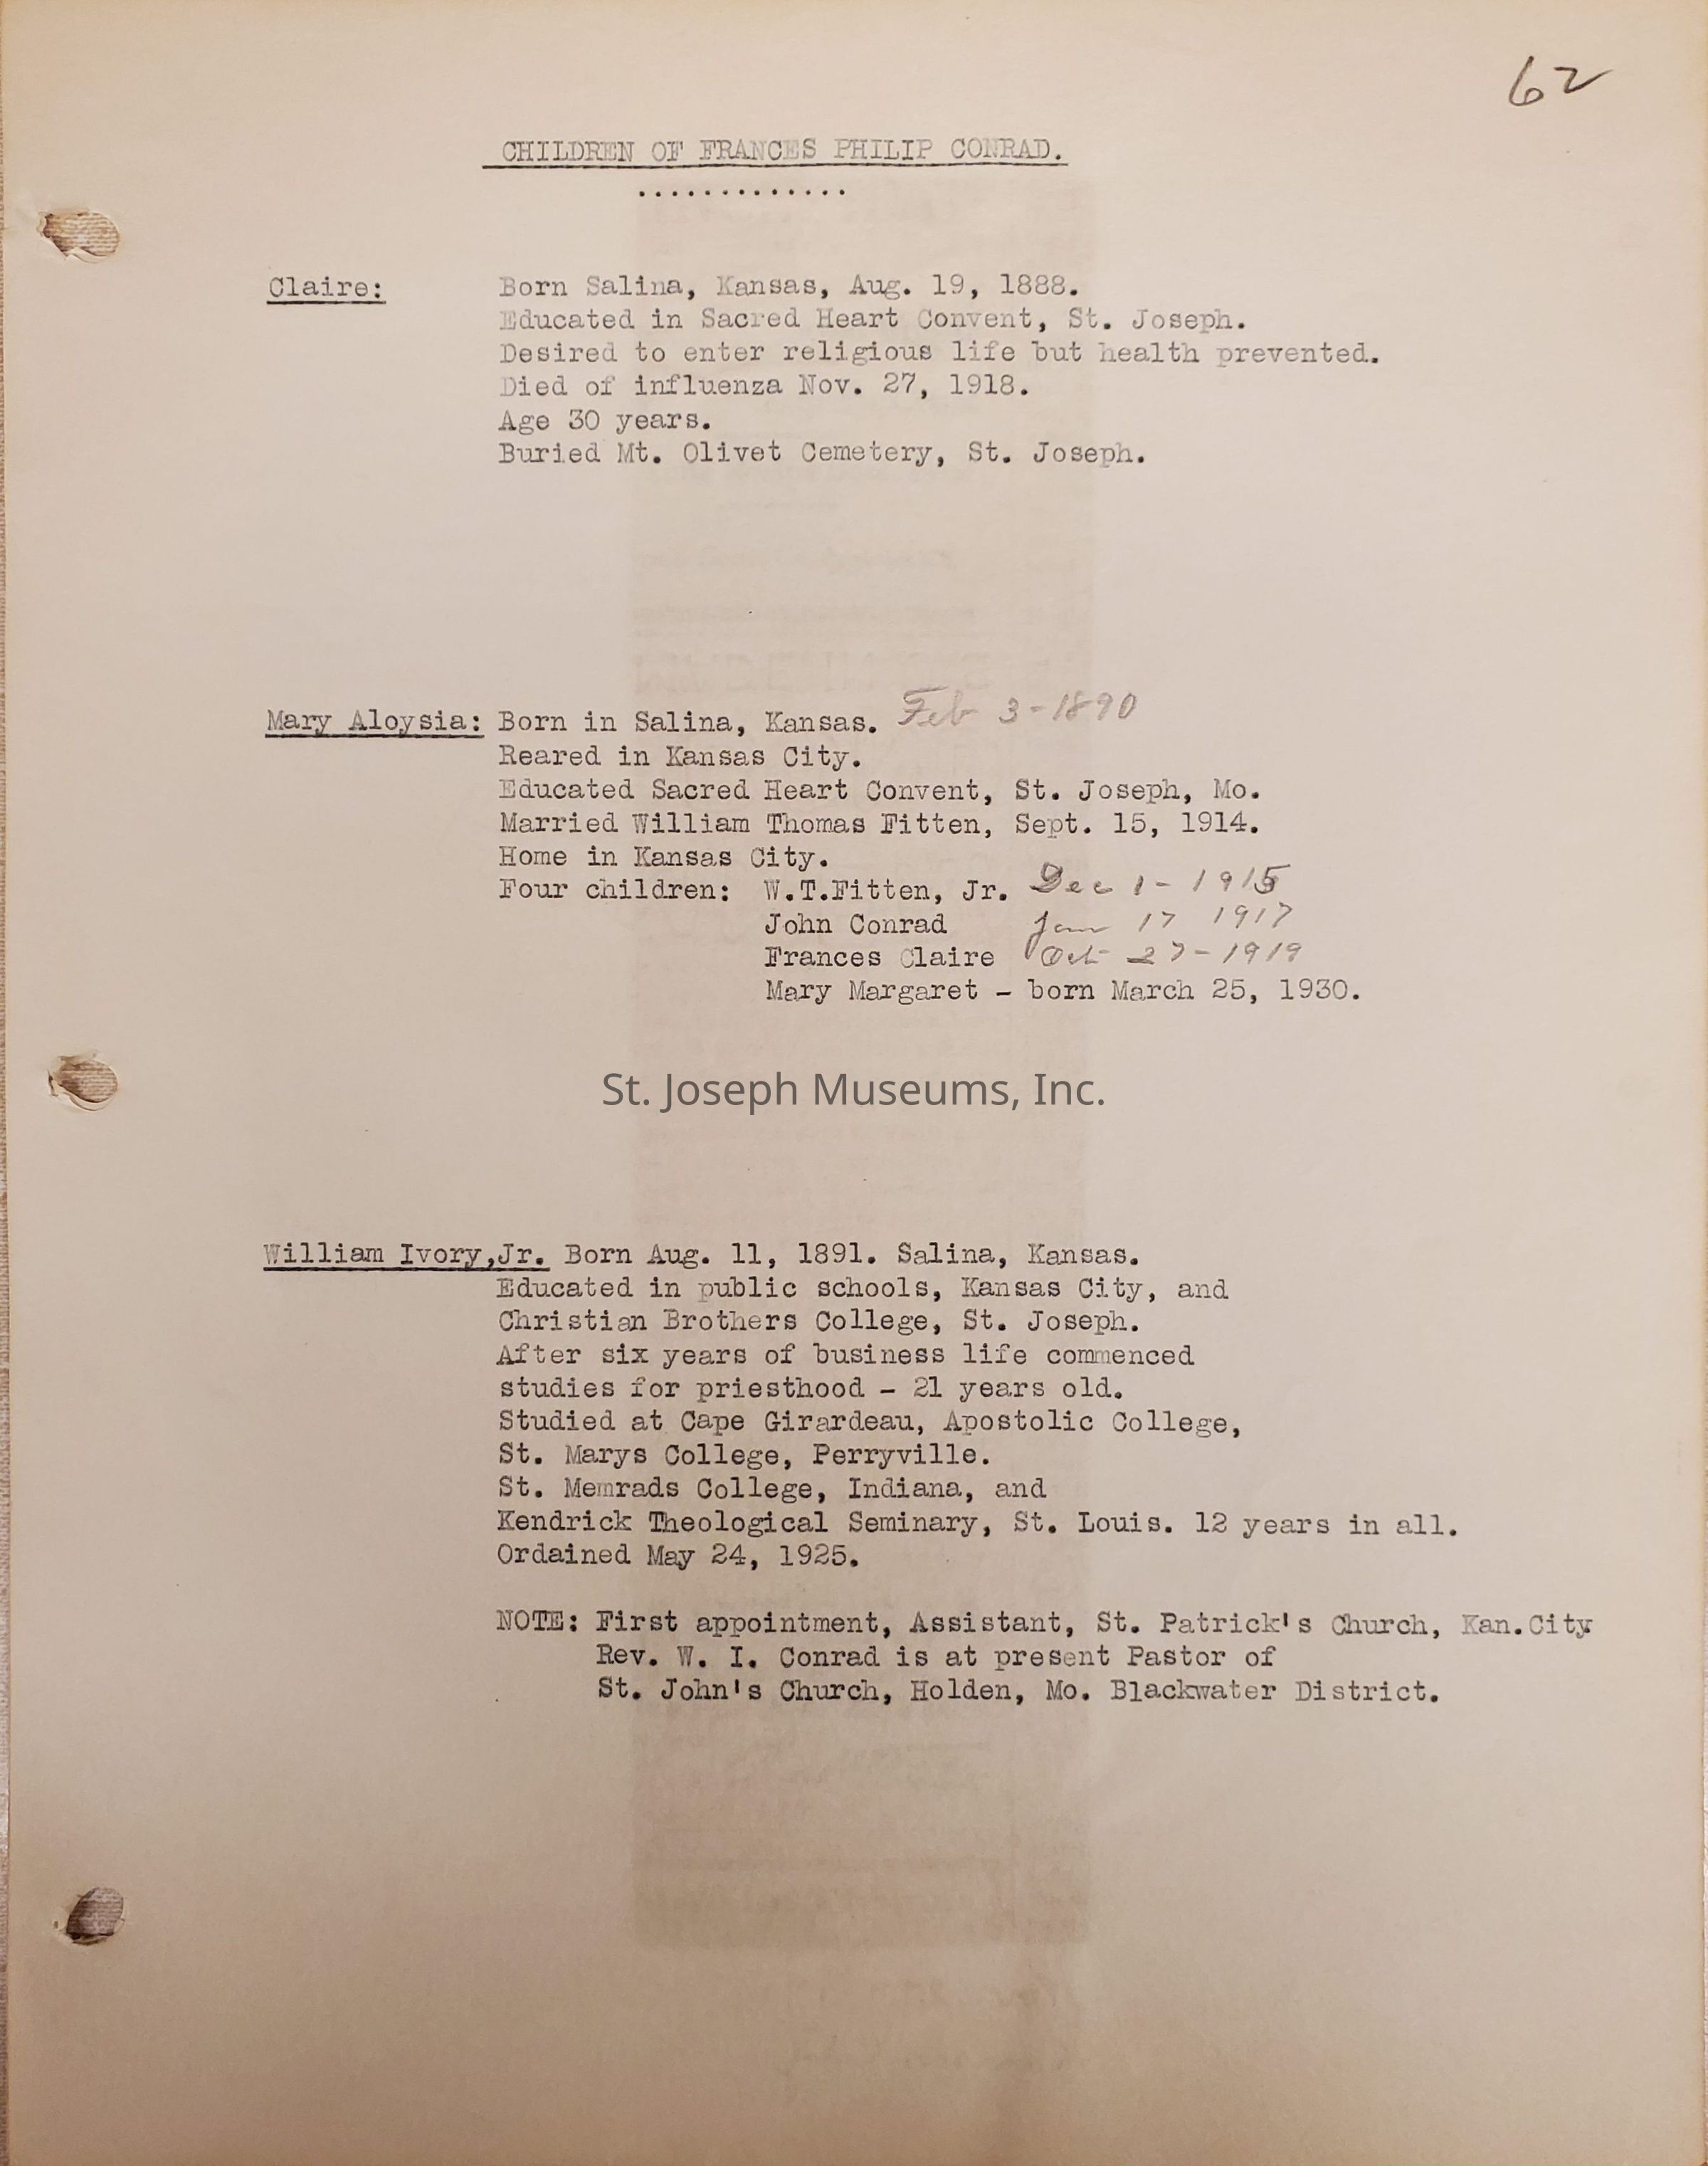 62
CHILDREN OF FRANCES PHILIP CONRAD.
.............
Claire: Born Salina, Kansas, Aug. 19, 1888.
Educated in Sacred Heart Convent, St. Joseph.
Desired to enter religious life but health prevented.
Died of influenza Nov. 27, 1918.
Age 30 years.
Buried Mt. Olivet Cemetery, St. Joseph.
Mary Aloysia: Born in Salina, Kansas. Feb 3-1890
Reared in Kansas City.
Educated Sacred Heart Convent, St. Joseph, Mo.
Married William Thomas Fitten, Sept. 15, 1914.
Home in Kansas City.
Four children: W.T.Fitten, Jr. Dec 1-1915
John Conrad Jan 17 1917
Frances Claire Oct 27-1919
Mary Margaret - born March 25, 1930.
St. Joseph Museums, Inc.
William Ivory,Jr. Born Aug. 11, 1891. Salina, Kansas.
Educated in public schools, Kansas City, and
Christian Brothers College, St. Joseph.
After six years of business life commenced
studies for priesthood - 21 years old.
Studied at Cape Girardeau, Apostolic College,
St. Marys College, Perryville.
St. Memrads College, Indiana, and
Kendrick Theological Seminary, St. Louis. 12 years in all.
Ordained May 24, 1925.
NOTE: First appointment, Assistant, St. Patrick's Church, Kan.City
Rev. W. I. Conrad is at present Pastor of
St. John's Church, Holden, Mo. Blackwater District.